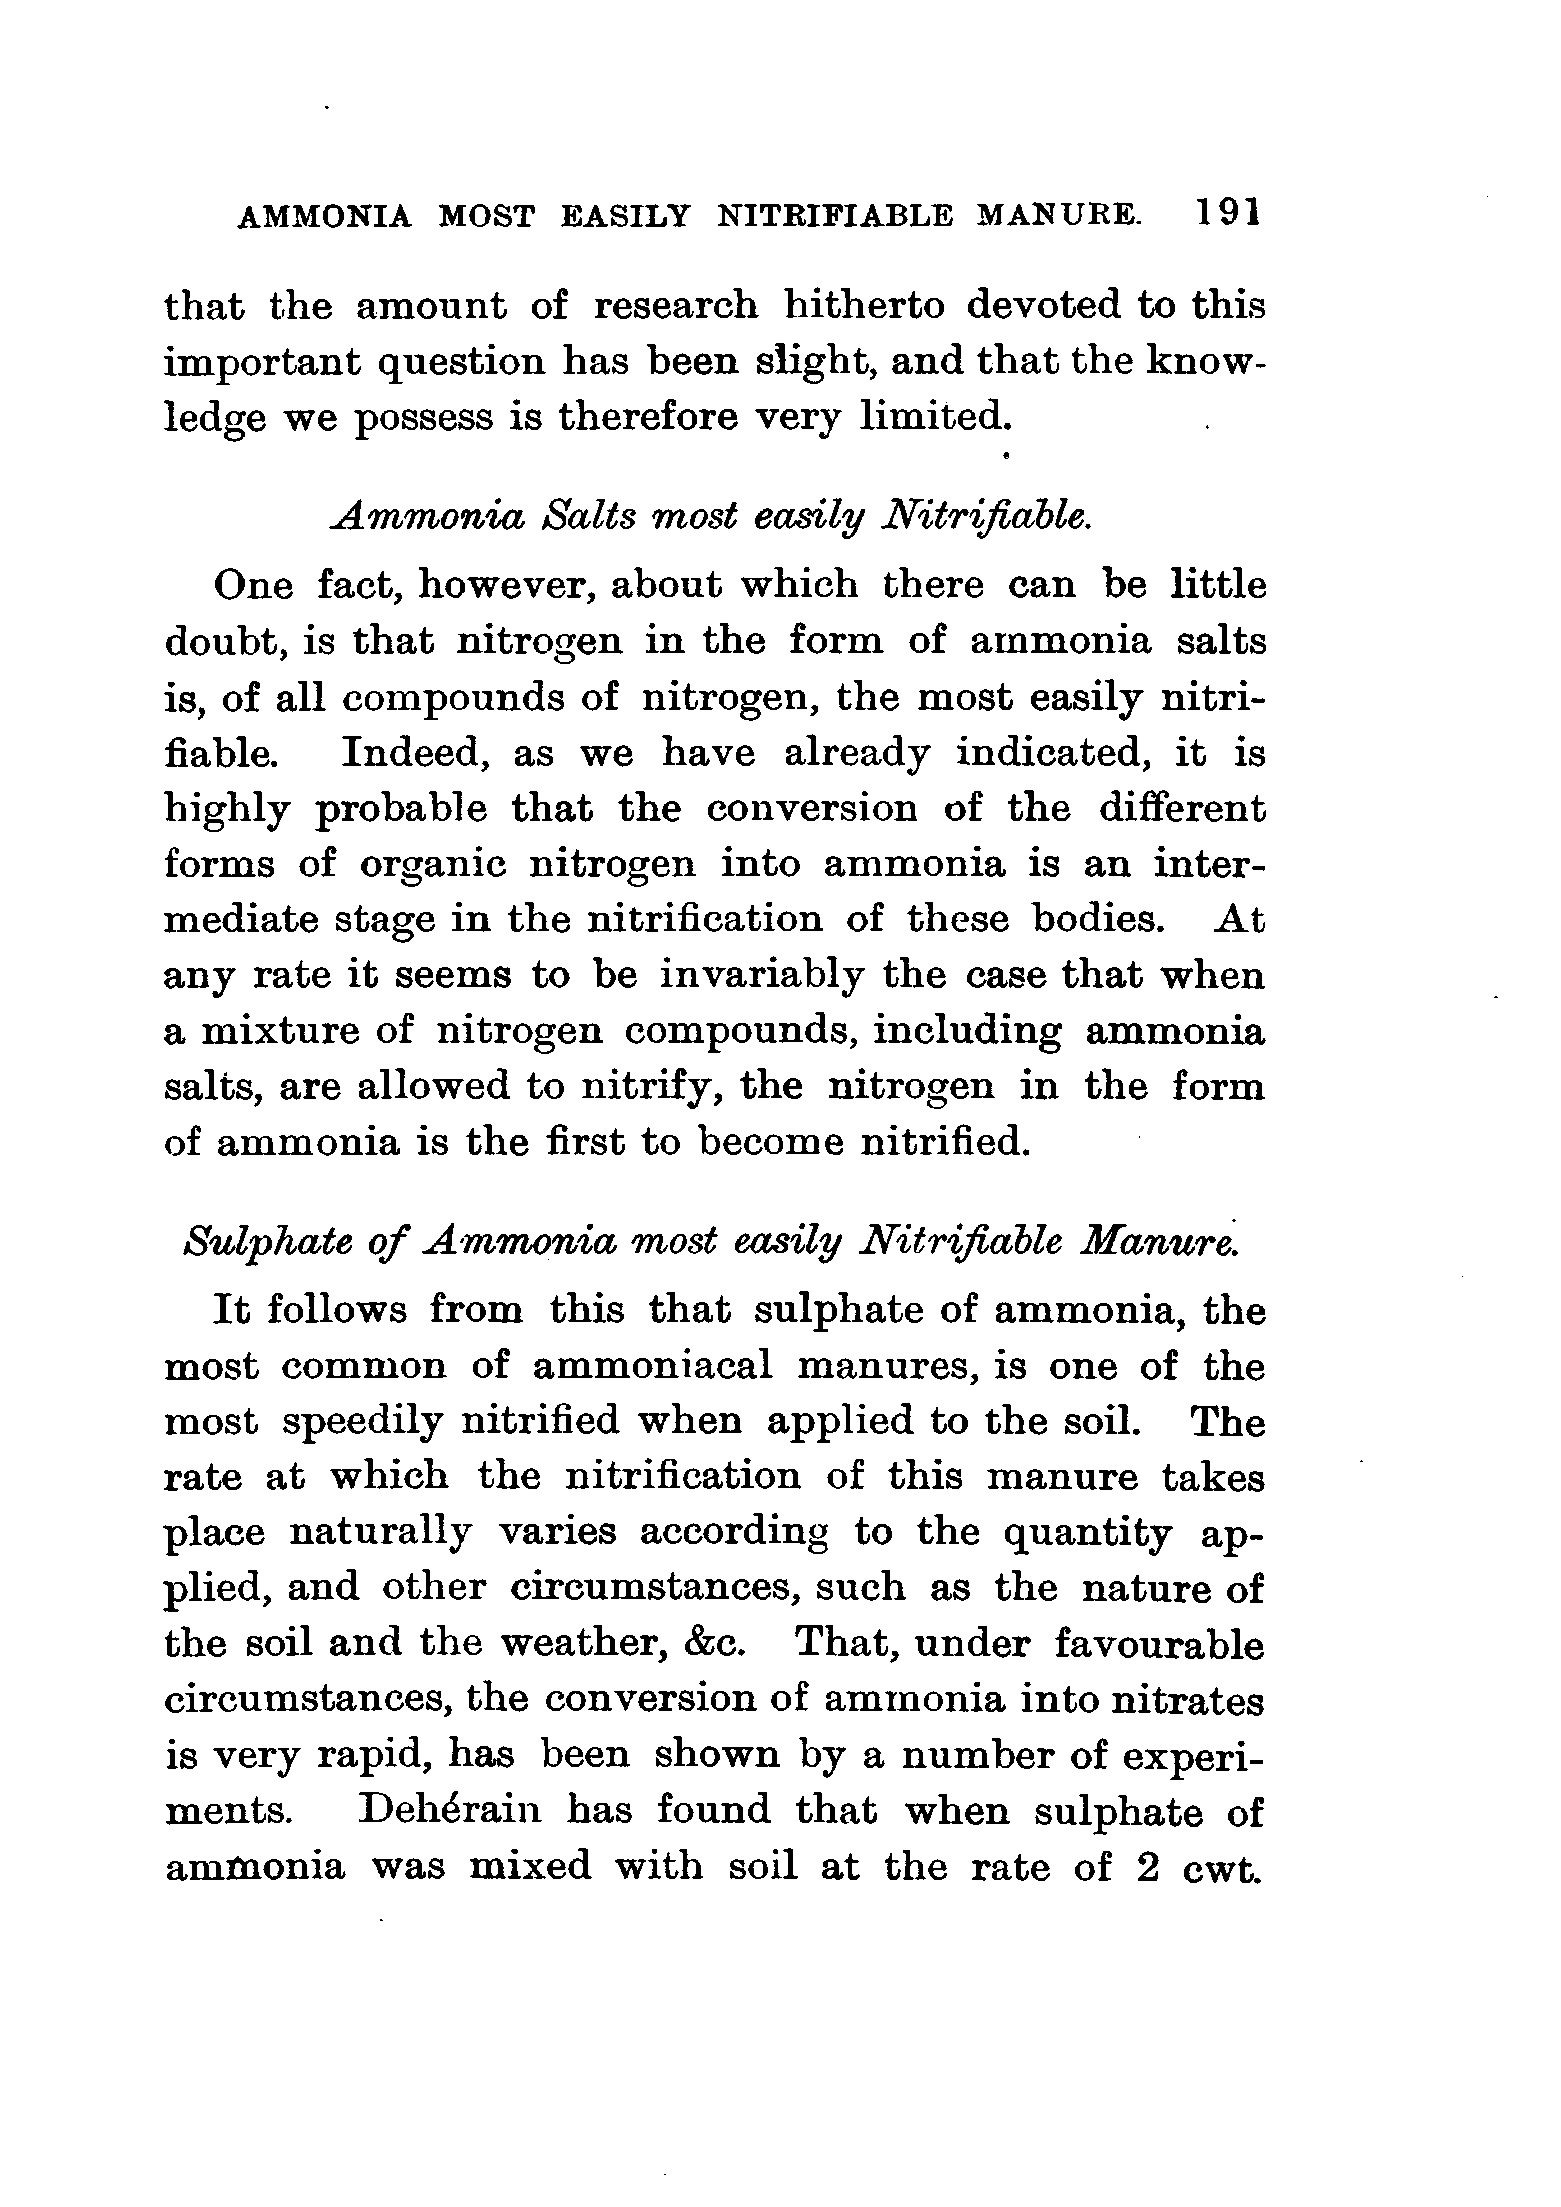 AMMONIA MOST EASILY NITRIFIABLE MANURE. 191
that the amount of research hitherto devoted to this
important question has been slight, and that the know-
ledge we possess is therefore very limited.
Ammonia Salts most easily Nitrifiable.
One fact, however, about which there can be little
doubt, is that nitrogen in the form of ammonia salts
is, of all compounds of nitrogen, the most easily nitri-
fiable. Indeed, as we have already indicated, it is
highly probable that the conversion of the different
forms of organic nitrogen into ammonia is an inter-
mediate stage in the nitrification of these bodies. At
any rate it seems to be invariably the case that when
a mixture of nitrogen compounds, including ammonia
salts, are allowed to nitrify, the nitrogen in the form
of ammonia is the first to become nitrified.
Sulphate of Ammonia most easily Nitrifiable Manure.
It follows from this that sulphate of ammonia, the
most common of ammoniacal manures, is one of the
most speedily nitrified when applied to the soil. The
rate at which the nitrification of this manure takes
place naturally varies according to the quantity ap-
plied, and other circumstances, such as the nature of
the soil and the weather, &c. That, under favourable
circumstances, the conversion of ammonia into nitrates
is very rapid, has been shown by a number of experi-
ments. Dehérain has found that when sulphate of
ammonia was mixed with soil at the rate of 2 cwt.